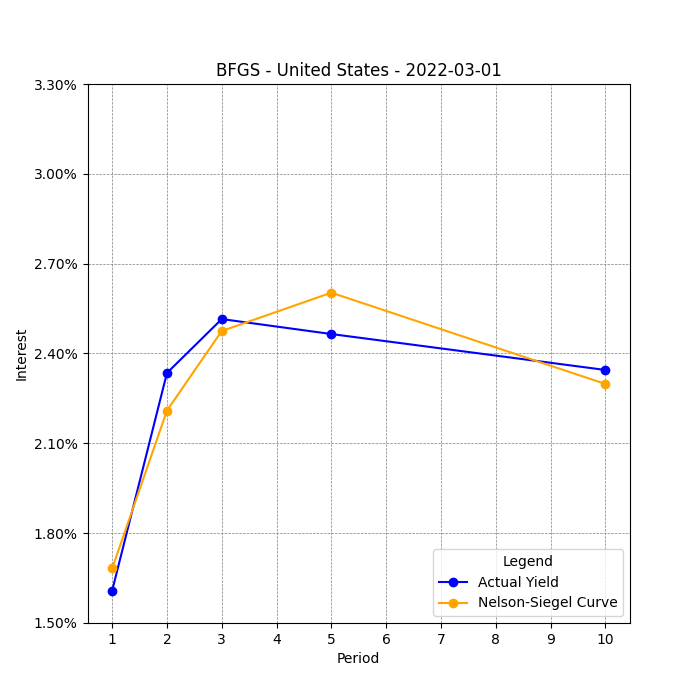 BFGS - United States - 2022-03-01
3.30%
3.00%
2.70%
2.40%
2.10%
1.80%
1.50%
Interest
1 2 3 4 5 6 7 8 9 10
Period
Legend
Actual Yield
Nelson-Siegel Curve